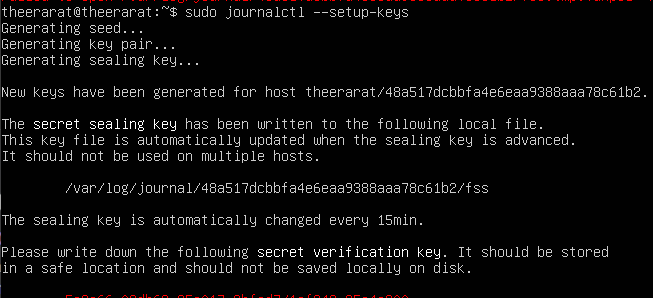 theerarat@theerarat:~$ sudo journalctl --setup-keys
Generating seed...
Generating key pair...
Generating sealing key...
New keys have been generated for host theerarat/48a517dcbbfa4e6eaa9388aaa78c61b2.
The secret sealing key has been written to the following local file.
This key file is automatically updated when the sealing key is advanced.
It should not be used on multiple hosts.
/var/log/journal/48a517dcbbfa4e6eaa9388aaa78c61b2/fss
The sealing key is automatically changed every 15min.
Please write down the following secret verification key. It should be stored
in a safe location and should not be saved locally on disk.